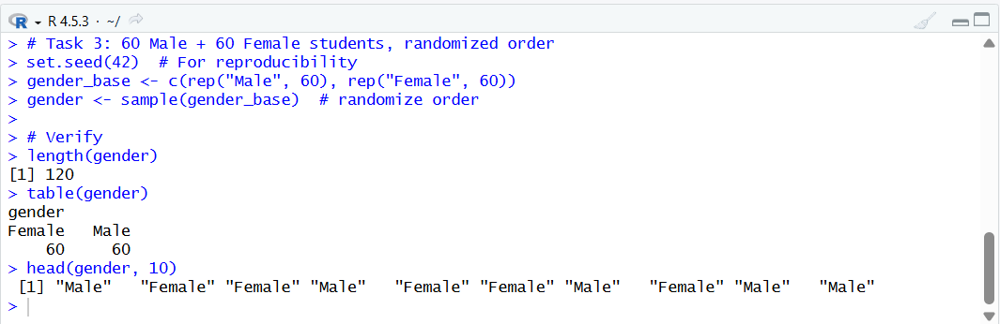 R 4.5.3 · ~/
> # Task 3: 60 Male + 60 Female students, randomized order
> set.seed(42)  # For reproducibility
> gender_base <- c(rep("Male", 60), rep("Female", 60))
> gender <- sample(gender_base)  # randomize order
>
> # Verify
> length(gender)
[1] 120
> table(gender)
gender
Female   Male
    60     60
> head(gender, 10)
 [1] "Male"   "Female" "Female" "Male"   "Female" "Female" "Male"   "Female" "Male"   "Male"
>